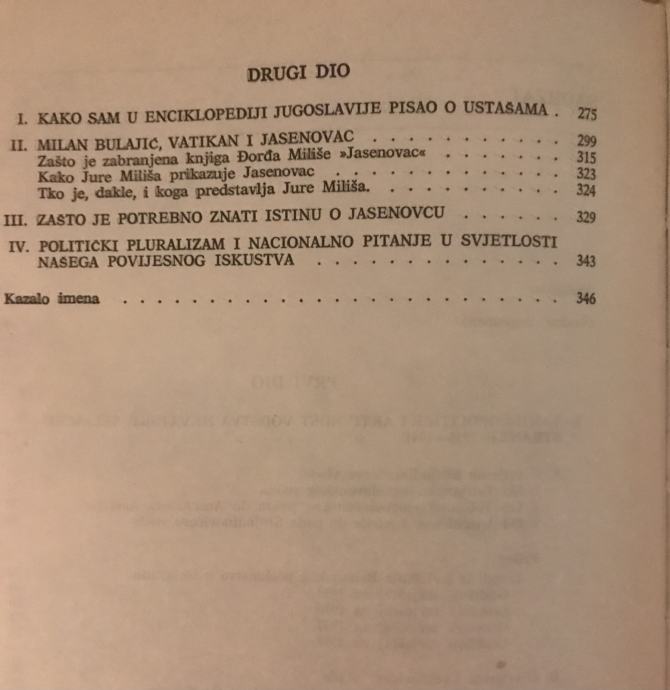 DRUGI DIO
I. KAKO SAM U ENCIKLOPEDIJI JUGOSLAVIJE PISAO O USTAŠAMA . 275
II. MILAN BULAJIĆ, VATIKAN I JASENOVAC . . . . . . . . . . . 299
Zašto je zabranjena knjiga Đorđa Miliše »Jasenovac« . . . . . . . 315
Kako Jure Miliša prikazuje Jasenovac . . . . . . . . . . . . 323
Tko je, dakle, i koga predstavlja Jure Miliša. . . . . . . . . . 324
III. ZAŠTO JE POTREBNO ZNATI ISTINU O JASENOVCU . . . . . . 329
IV. POLITIČKI PLURALIZAM I NACIONALNO PITANJE U SVJETLOSTI
NAŠEGA POVIJESNOG ISKUSTVA . . . . . . . . . . . . . 343
Kazalo imena . . . . . . . . . . . . . . . . . . . . . . . 346